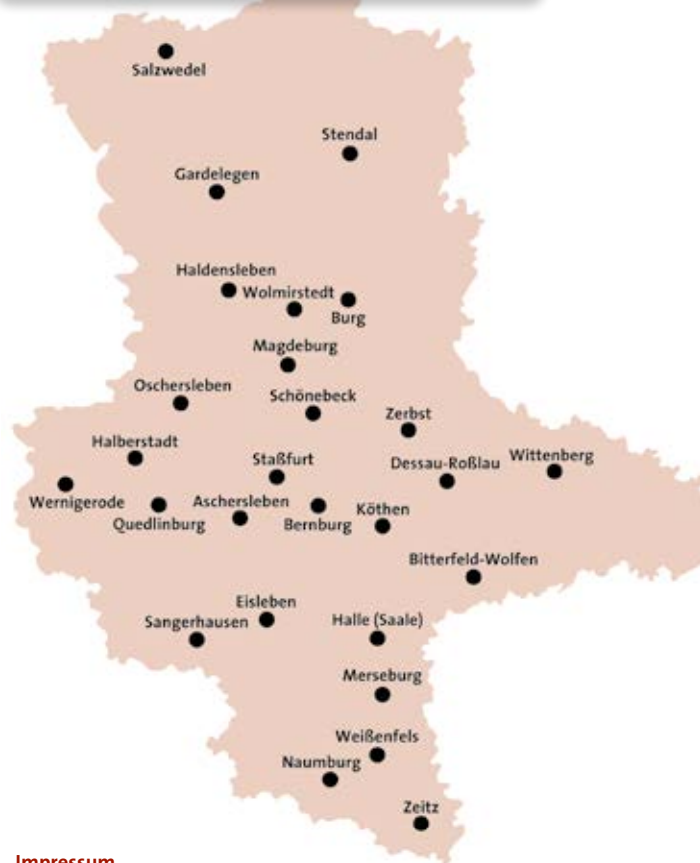 Salzwedel
Stendal
Gardelegen
Haldensleben
Wolmirstedt
Burg
Magdeburg
Oschersleben
Schönebeck
Zerbst
Halberstadt
Staßfurt
Dessau-Roßlau
Wittenberg
Wernigerode
Quedlinburg
Aschersleben
Bernburg
Köthen
Bitterfeld-Wolfen
Eisleben
Sangerhausen
Halle (Saale)
Merseburg
Weißenfels
Naumburg
Zeitz
Impressum